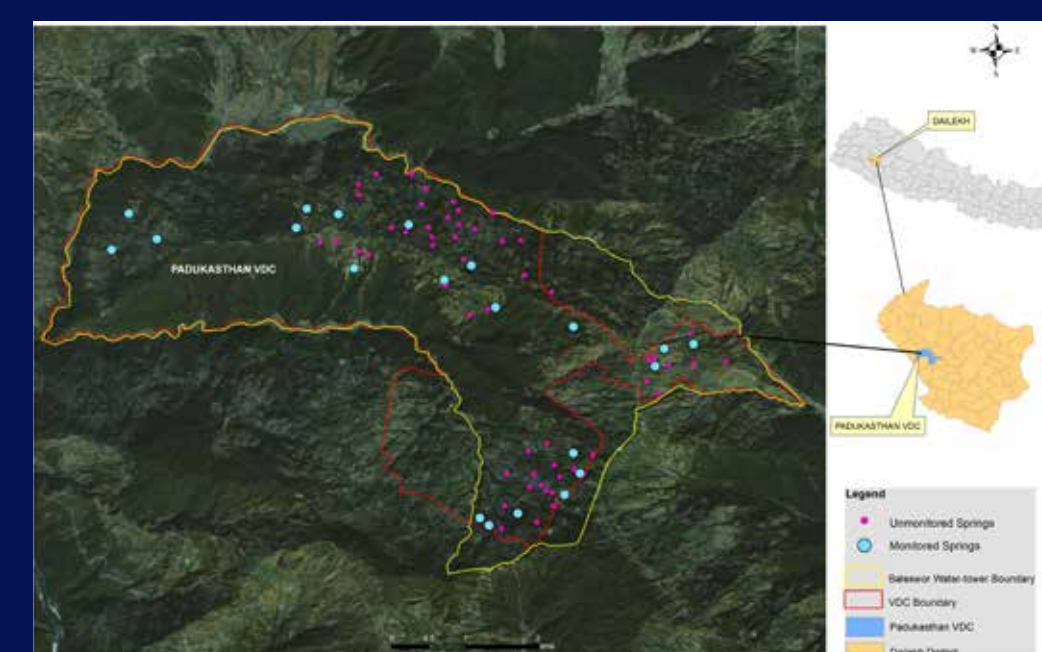 N
W
E
S
DAILEKH
PADUKASTHAN VDC
PADUKASTHAN VDC
Legend
Unmonitored Springs
Monitored Springs
Baleswor Water-tower Boundary
VDC Boundary
Padukasthan VDC